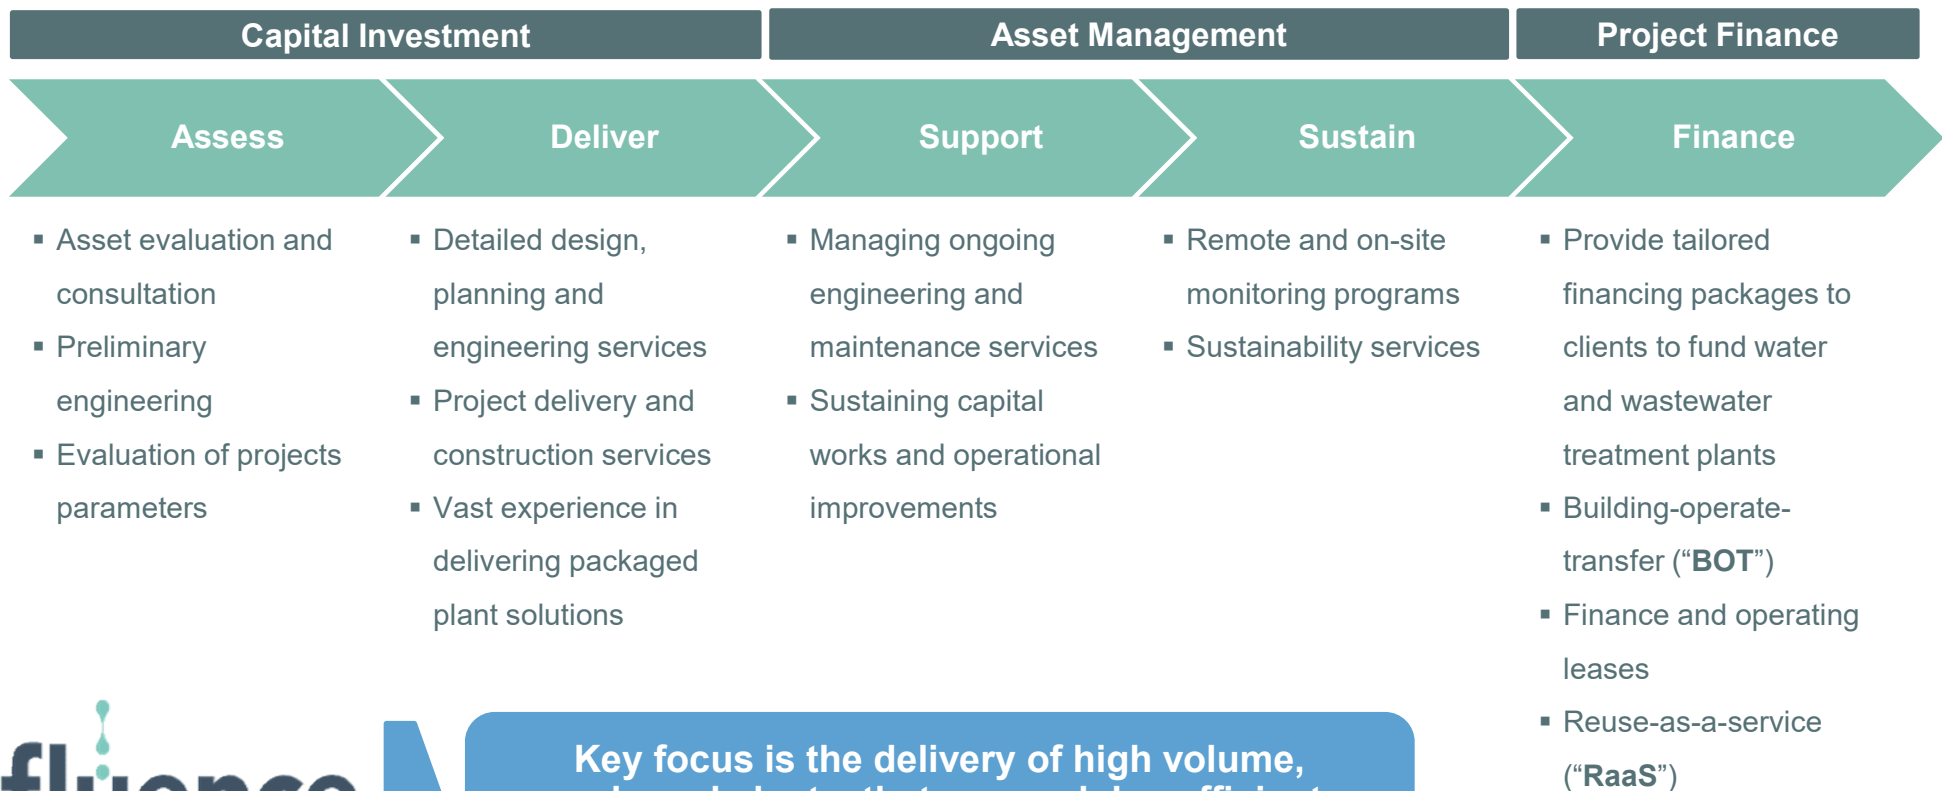 Capital Investment
Asset Management
Project Finance
Assess
Deliver
Support
Sustain
Finance
▪ Asset evaluation and
consultation
▪ Preliminary
engineering
▪ Evaluation of projects
parameters
▪ Detailed design,
planning and
engineering services
▪ Project delivery and
construction services
▪ Vast experience in
delivering packaged
plant solutions
▪ Managing ongoing
engineering and
maintenance services
▪ Sustaining capital
works and operational
improvements
▪ Remote and on-site
monitoring programs
▪ Sustainability services
▪ Provide tailored
financing packages to
clients to fund water
and wastewater
treatment plants
▪ Building-operate-
transfer (“BOT”)
▪ Finance and operating
leases
▪ Reuse-as-a-service
(“RaaS”)
fluence
Key focus is the delivery of high volume,